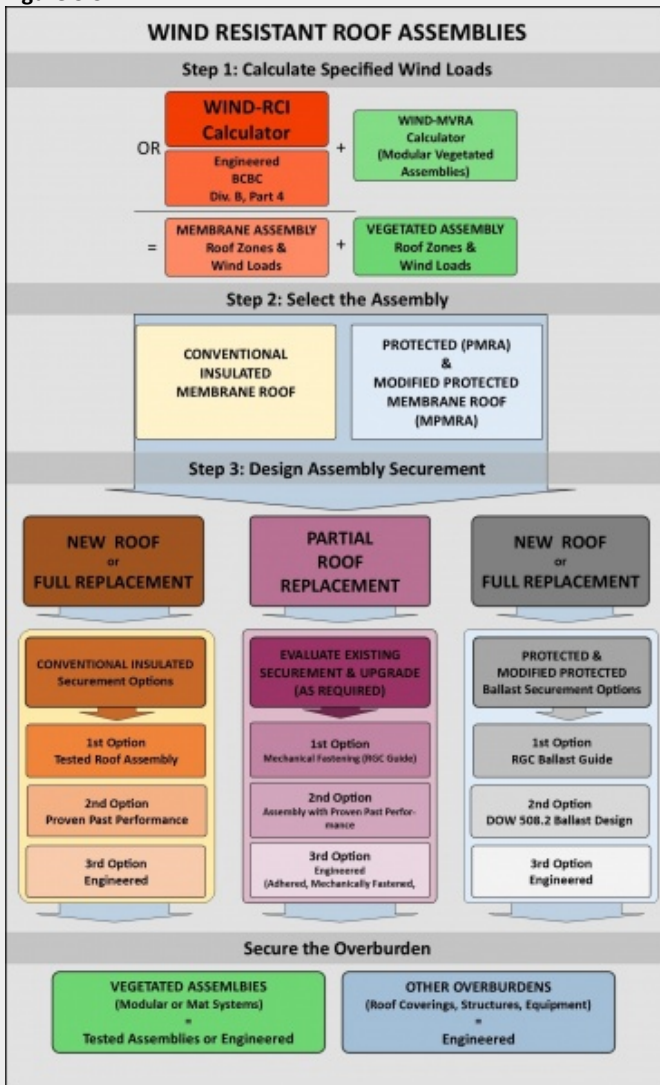 WIND RESISTANT ROOF ASSEMBLIES
Step 1: Calculate Specified Wind Loads
WIND-RCI
Calculator
OR
Engineered
BCBC
Div. B, Part 4
+
WIND-MVRA
Calculator
(Modular Vegetated
Assemblies)
=
MEMBRANE ASSEMBLY
Roof Zones &
Wind Loads
+
VEGETATED ASSEMBLY
Roof Zones &
Wind Loads
Step 2: Select the Assembly
CONVENTIONAL
INSULATED
MEMBRANE ROOF
PROTECTED (PMRA)
&
MODIFIED PROTECTED
MEMBRANE ROOF
(MPMRA)
Step 3: Design Assembly Securement
NEW ROOF
or
FULL REPLACEMENT
CONVENTIONAL INSULATED
Securement Options
1st Option
Tested Roof Assembly
2nd Option
Proven Past Performance
3rd Option
Engineered
PARTIAL
ROOF
REPLACEMENT
EVALUATE EXISTING
SECUREMENT & UPGRADE
(AS REQUIRED)
1st Option
Mechanical Fastening (RGC Guide)
2nd Option
Assembly with Proven Past Perfor-
mance
3rd Option
Engineered
(Adhered, Mechanically Fastened,
NEW ROOF
or
FULL REPLACEMENT
PROTECTED &
MODIFIED PROTECTED
Ballast Securement Options
1st Option
RGC Ballast Guide
2nd Option
DOW 508.2 Ballast Design
3rd Option
Engineered
Secure the Overburden
VEGETATED ASSEMLBIES
(Modular or Mat Systems)
=
Tested Assemblies or Engineered
OTHER OVERBURDENS
(Roof Coverings, Structures, Equipment)
=
Engineered